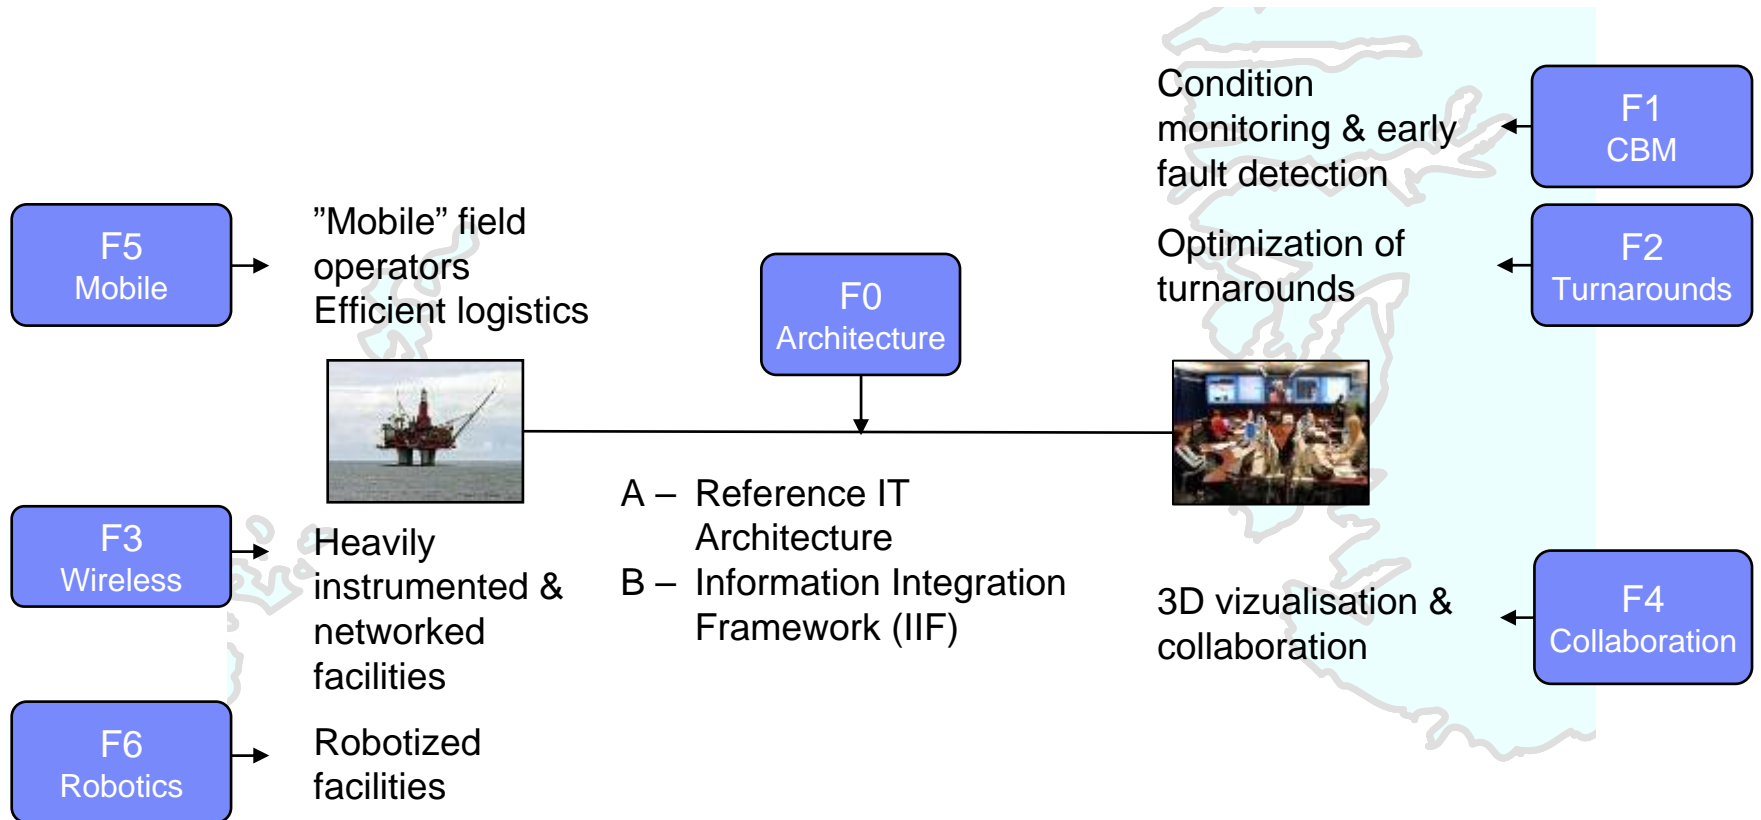 F5
Mobile
”Mobile” field
operators
Efficient logistics
F3
Wireless
Heavily
instrumented &
networked
facilities
F6
Robotics
Robotized
facilities
F0
Architecture
A – Reference IT
Architecture
B – Information Integration
Framework (IIF)
Condition
monitoring & early
fault detection
F1
CBM
Optimization of
turnarounds
F2
Turnarounds
3D vizualisation &
collaboration
F4
Collaboration